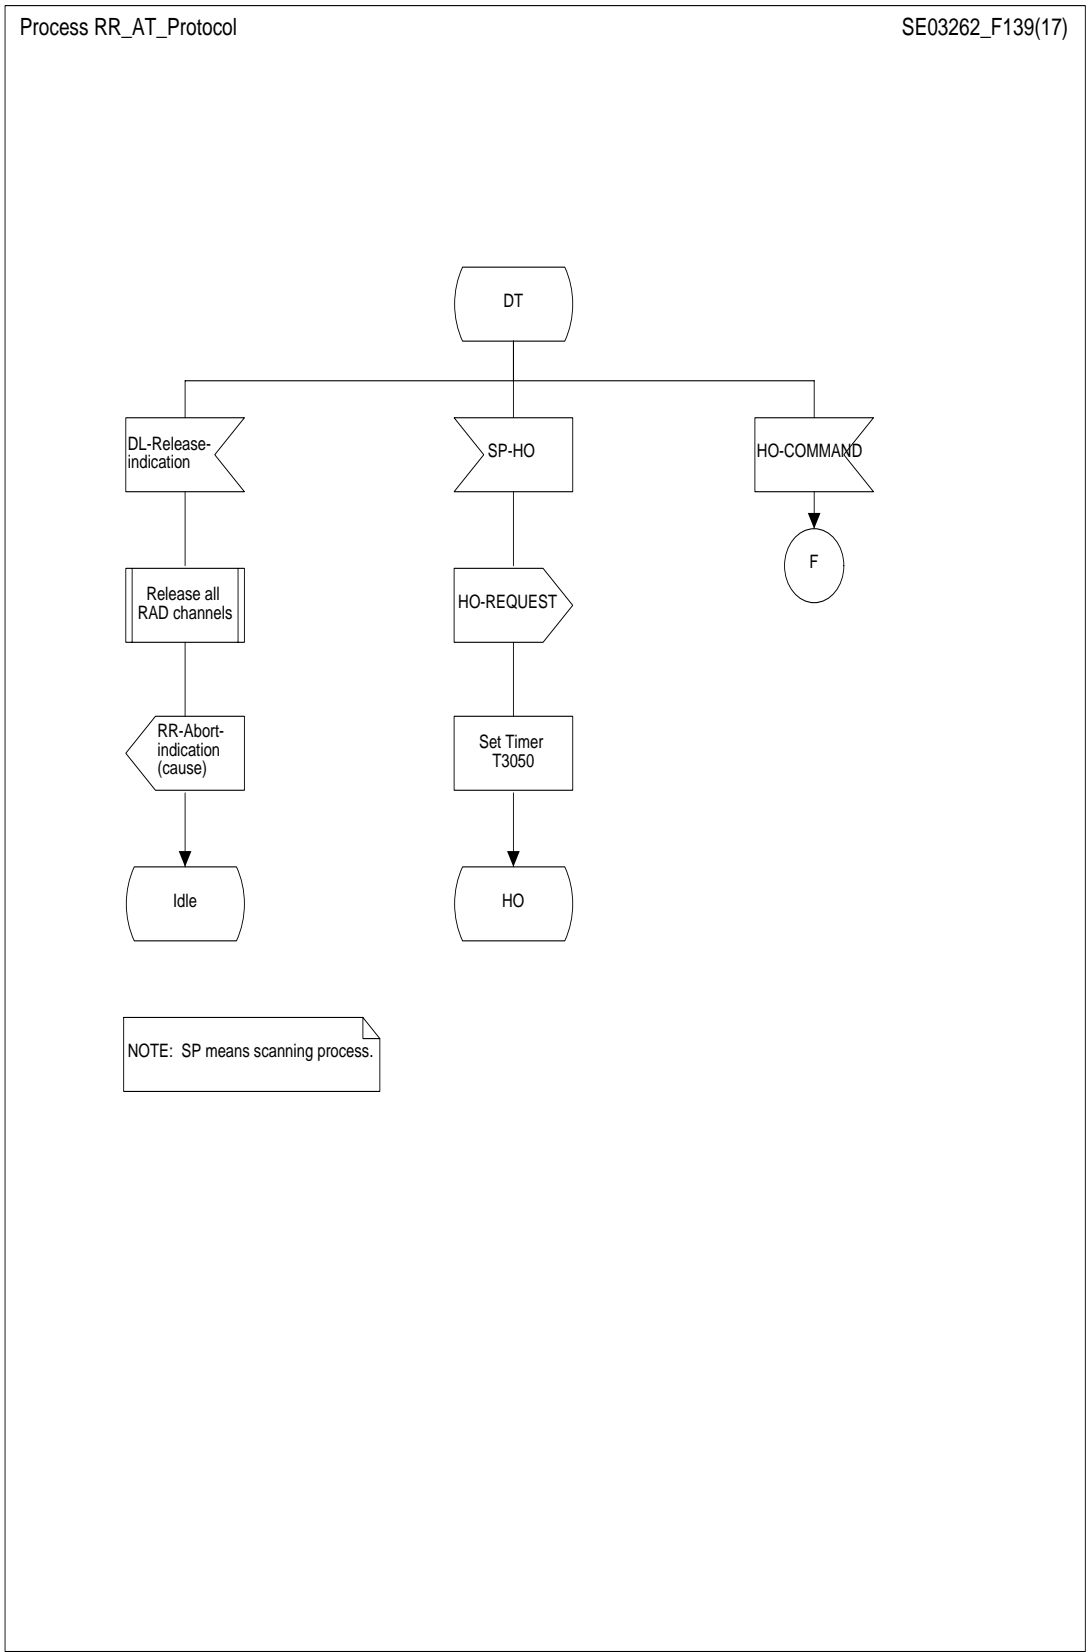 Process RR_AT_Protocol
SE03262_F139(17)
DT
DL-Release-
indication
SP-HO
HO-COMMAND
Release all
RAD channels
HO-REQUEST
F
RR-Abort-
indication
(cause)
Set Timer
T3050
Idle
HO
NOTE: SP means scanning process.